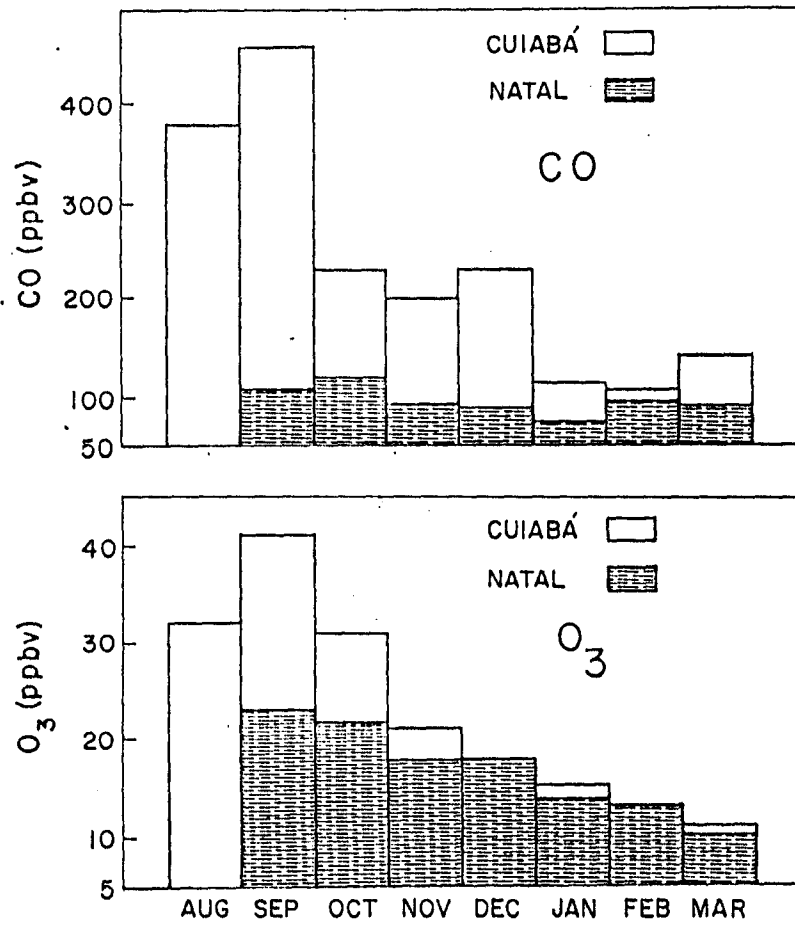 CUIABÁ
NATAL
CO
CO (ppbv)
400
300
200
100
50
CUIABÁ
NATAL
O3
O3 (ppbv)
40
30
20
10
5
AUG SEP OCT NOV DEC JAN FEB MAR